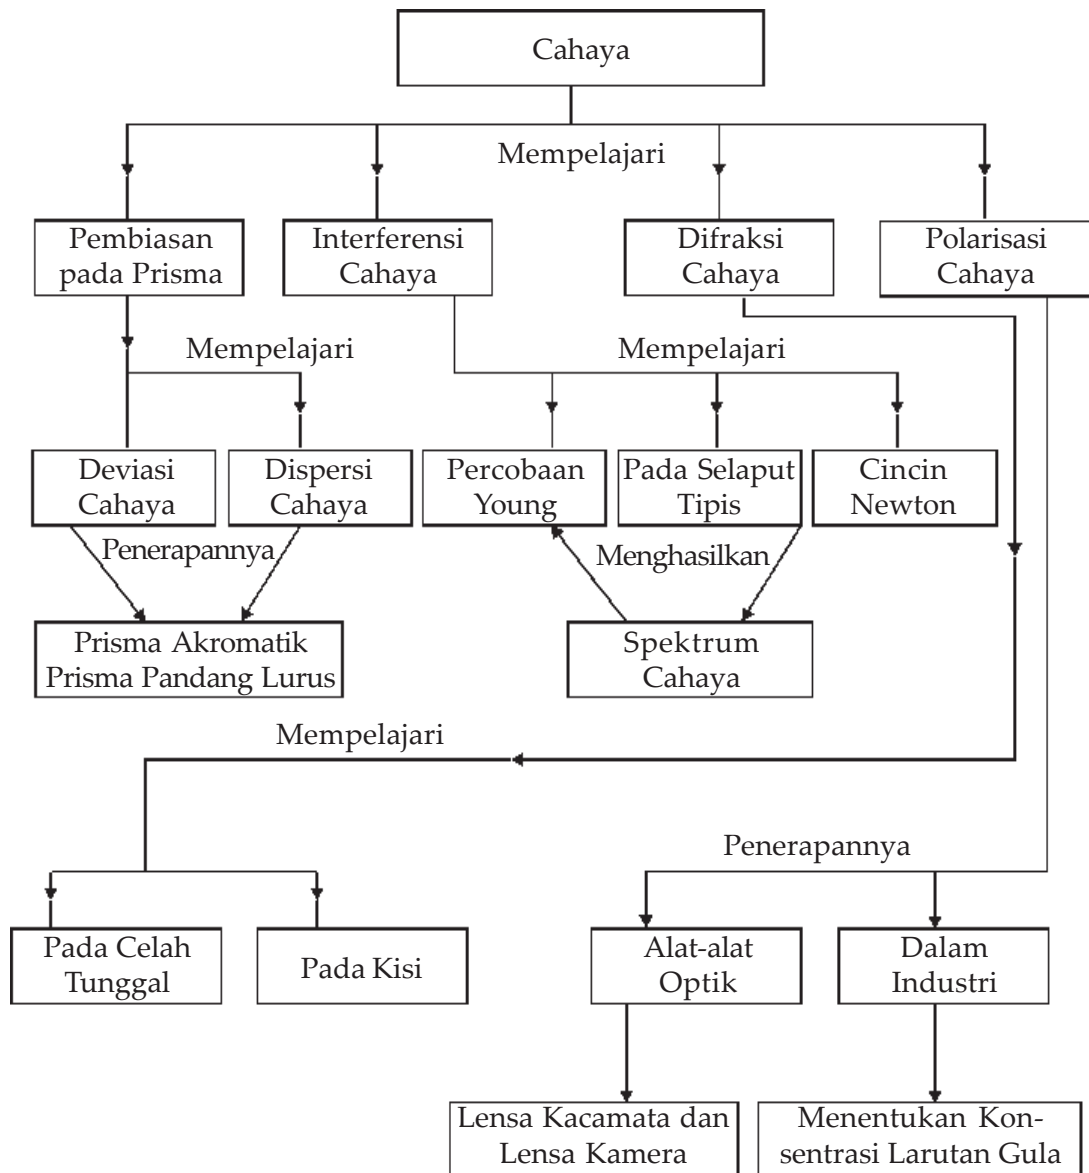 Cahaya
Mempelajari
Pembiasan
pada Prisma
Interferensi
Cahaya
Difraksi
Cahaya
Polarisasi
Cahaya
Mempelajari
Mempelajari
Deviasi
Cahaya
Dispersi
Cahaya
Percobaan
Young
Pada Selaput
Tipis
Cincin
Newton
Penerapannya
Menghasilkan
Prisma Akromatik
Prisma Pandang Lurus
Spektrum
Cahaya
Mempelajari
Penerapannya
Pada Celah
Tunggal
Pada Kisi
Alat-alat
Optik
Dalam
Industri
Lensa Kacamata dan
Lensa Kamera
Menentukan Kon-
sentrasi Larutan Gula